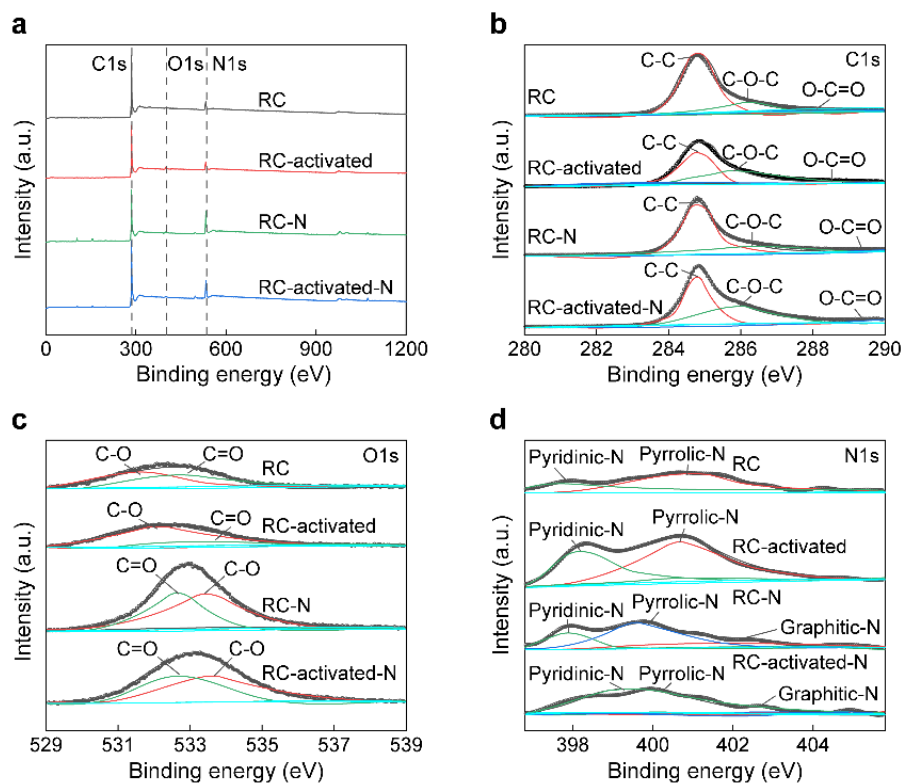 a
C1s
O1s
N1s
RC
RC-activated
RC-N
RC-activated-N
Intensity (a.u.)
0 300 600 900 1200
Binding energy (eV)
b
C1s
C-C
C-O-C
O-C=O
RC
C-C
C-O-C
O-C=O
RC-activated
C-C
C-O-C
O-C=O
RC-N
C-C
C-O-C
O-C=O
RC-activated-N
Intensity (a.u.)
280 282 284 286 288 290
Binding energy (eV)
c
O1s
C-O
C=O
RC
C-O
C=O
RC-activated
C=O
C-O
RC-N
C=O
C-O
RC-activated-N
Intensity (a.u.)
529 531 533 535 537 539
Binding energy (eV)
d
N1s
Pyridinic-N
Pyrrolic-N
RC
Pyridinic-N
Pyrrolic-N
RC-activated
RC-N
Pyridinic-N
Pyrrolic-N
Graphitic-N
RC-activated-N
Pyridinic-N
Pyrrolic-N
Graphitic-N
Intensity (a.u.)
398 400 402 404
Binding energy (eV)